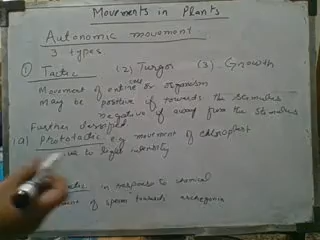 Movements in Plants
Autonomic movement
3 types
① Tactic (2) Turgor (3) Growth
Movement of entire cell or organism
May be positive if towards the stimulus
negative if away from the stimulus
Further classified
(a) Phototactic eg movement of chloroplast
to light intensity
in response to chemical
of sperm towards archegonia